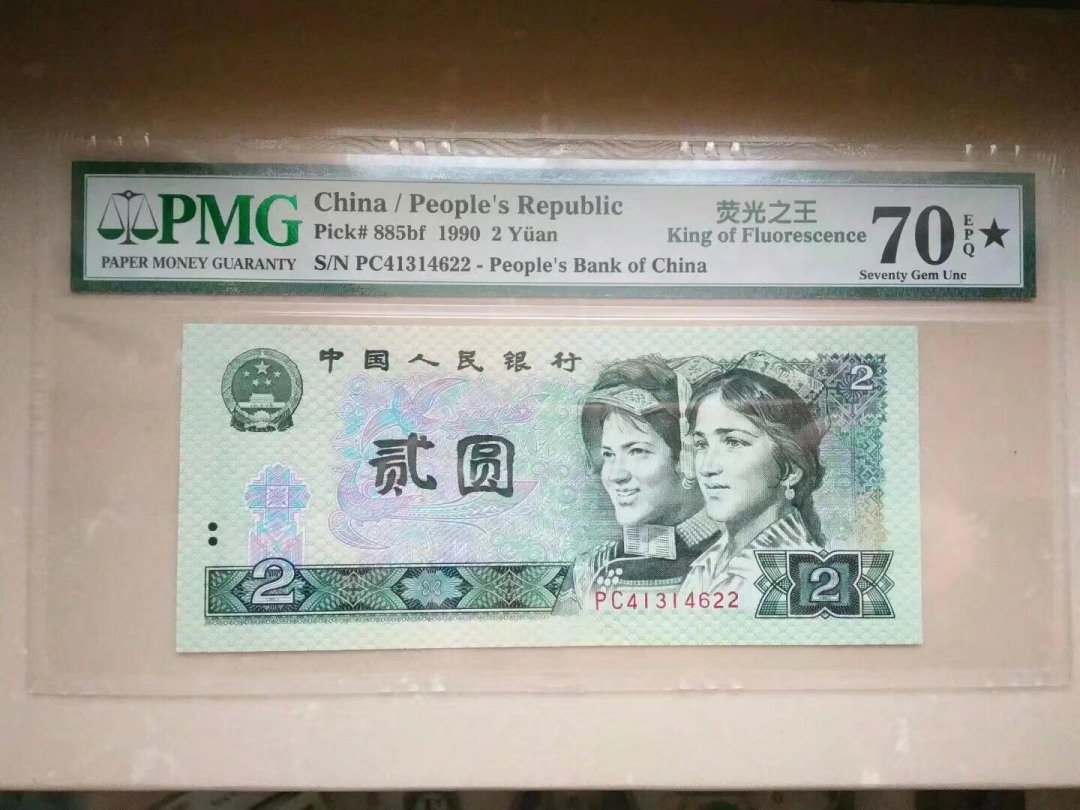 PMG
PAPER MONEY GUARANTY
China / People's Republic
Pick# 885bf 1990 2 Yüan
S/N PC41314622 - People's Bank of China
荧光之王
King of Fluorescence
70
EPQ
★
Seventy Gem Unc
中国人民银行
2
贰圆
2
PC41314622
2